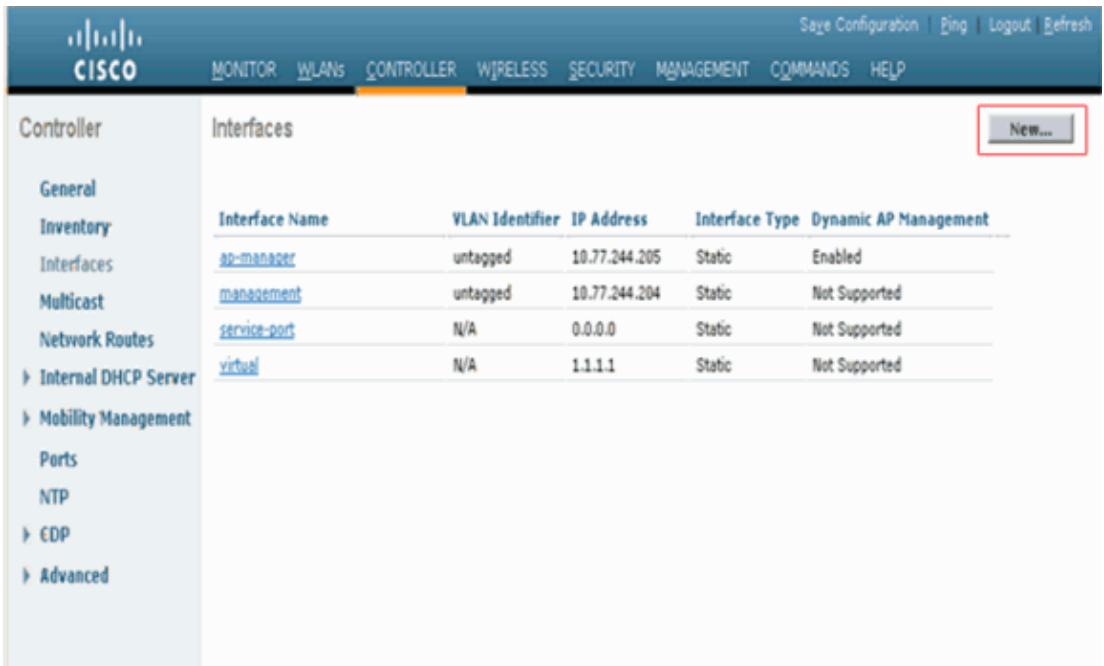 Save Configuration | Ping | Logout | Refresh
CISCO
MONITOR WLANs CONTROLLER WIRELESS SECURITY MANAGEMENT COMMANDS HELP
Controller
General
Inventory
Interfaces
Multicast
Network Routes
Internal DHCP Server
Mobility Management
Ports
NTP
CDP
Advanced
Interfaces
New...
Interface Name VLAN Identifier IP Address Interface Type Dynamic AP Management
ap-manager untagged 10.77.244.205 Static Enabled
management untagged 10.77.244.204 Static Not Supported
service-port N/A 0.0.0.0 Static Not Supported
virtual N/A 1.1.1.1 Static Not Supported